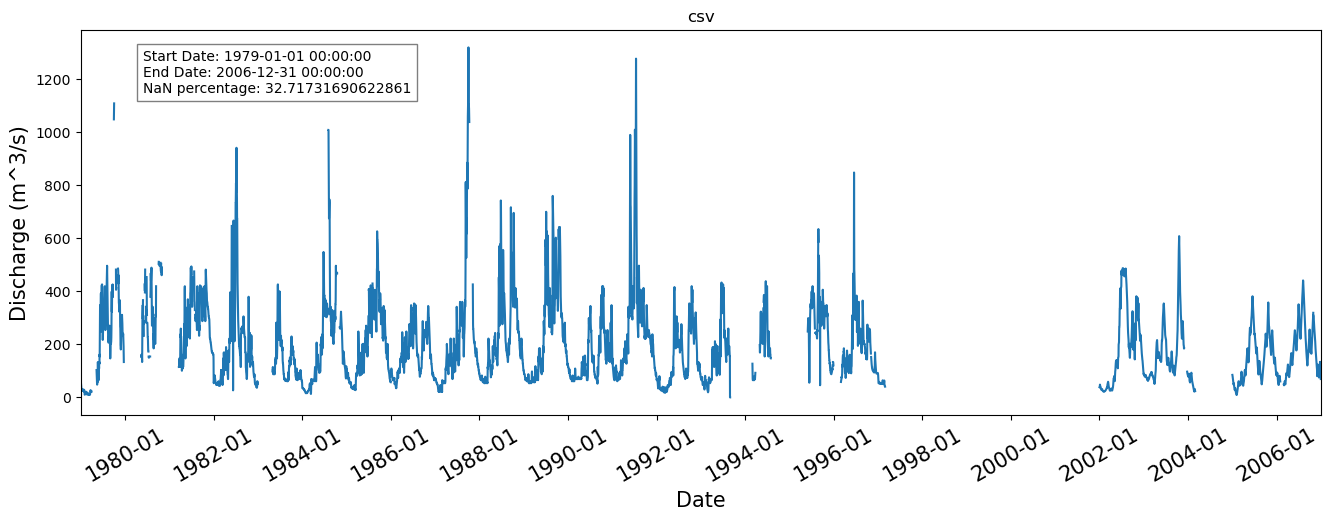 csv
Start Date: 1979-01-01 00:00:00
End Date: 2006-12-31 00:00:00
NaN percentage: 32.71731690622861
Discharge (m^3/s)
1200
1000
800
600
400
200
0
1980-01 1982-01 1984-01 1986-01 1988-01 1990-01 1992-01 1994-01 1996-01 1998-01 2000-01 2002-01 2004-01 2006-01
Date